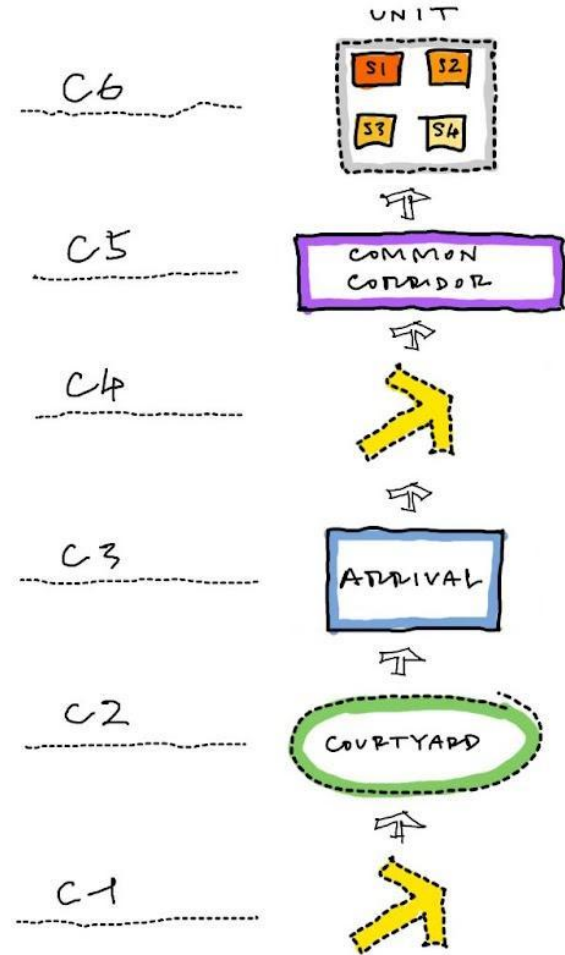 UNIT
C6
S1 S2
S3 S4
C5
COMMON
CORRIDOR
C4
C3
ARRIVAL
C2
COURTYARD
C1